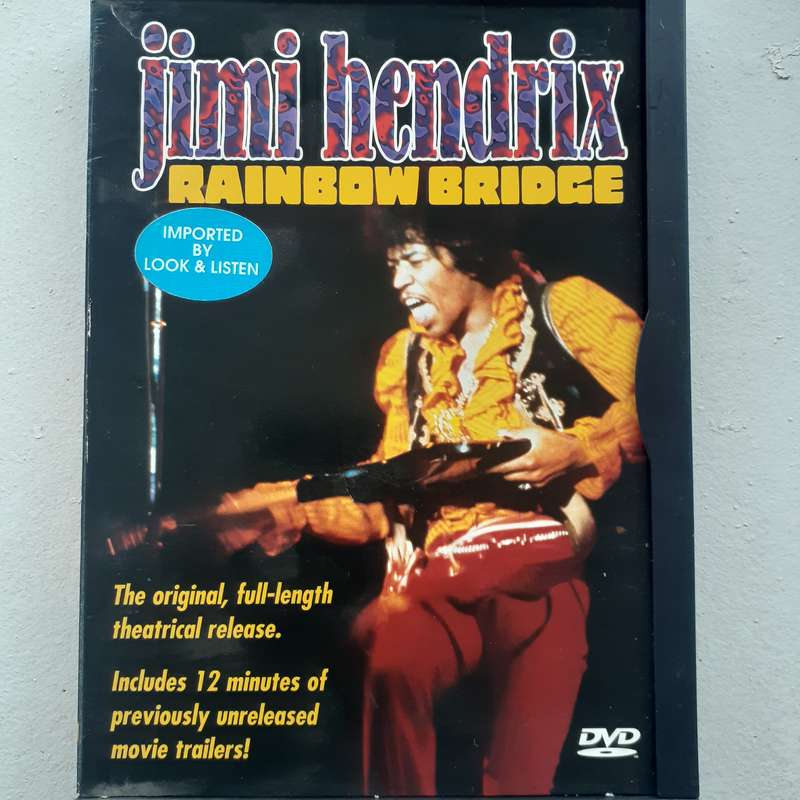 jimi hendrix
RAINBOW BRIDGE
IMPORTED
BY
LOOK & LISTEN
The original, full-length
theatrical release.
Includes 12 minutes of
previously unreleased
movie trailers!
DVD